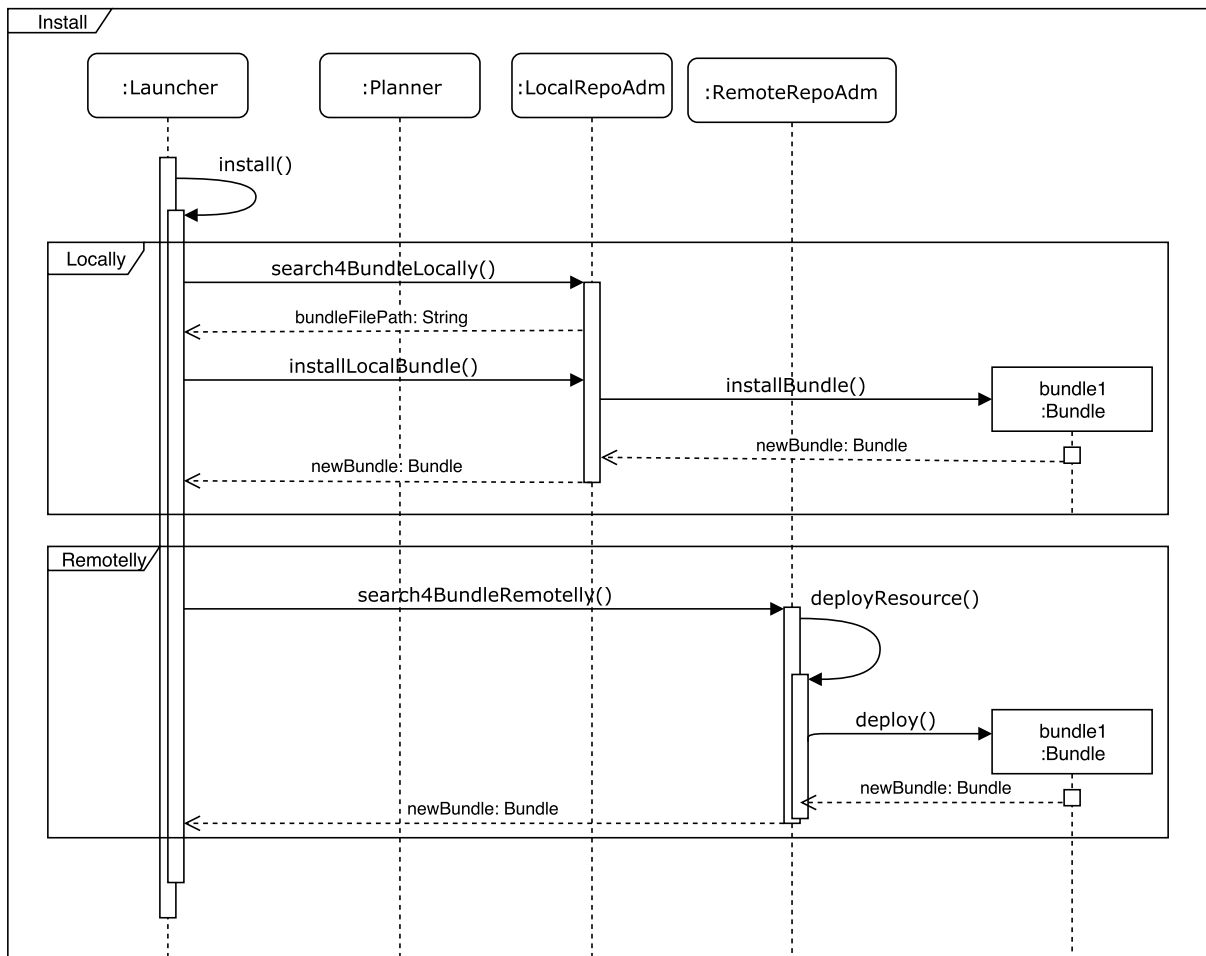 Install
:Launcher
:Planner
:LocalRepoAdm
:RemoteRepoAdm
install()
Locally
search4BundleLocally()
bundleFilePath: String
installLocalBundle()
installBundle()
bundle1
:Bundle
newBundle: Bundle
newBundle: Bundle
Remotelly
search4BundleRemotelly()
deployResource()
deploy()
bundle1
:Bundle
newBundle: Bundle
newBundle: Bundle